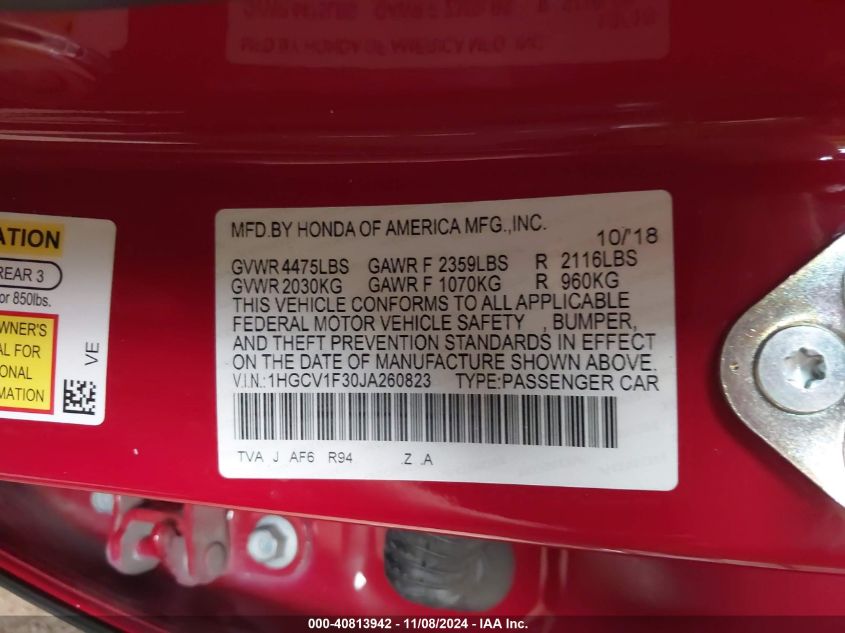 MFD.BY HONDA OF AMERICA MFG.,INC.
10/'18
GVWR 4475LBS GAWR F 2359LBS R 2116LBS
GVWR 2030KG GAWR F 1070KG R 960KG
THIS VEHICLE CONFORMS TO ALL APPLICABLE
FEDERAL MOTOR VEHICLE SAFETY , BUMPER,
AND THEFT PREVENTION STANDARDS IN EFFECT
ON THE DATE OF MANUFACTURE SHOWN ABOVE.
V.I.N.:1HGCV1F30JA260823 TYPE:PASSENGER CAR
TVA J AF6 R94 .Z .A
ATION
REAR 3
or 850lbs.
WNER'S
AL FOR
IONAL
RMATION
VE
000-40813942 - 11/08/2024 - IAA Inc.